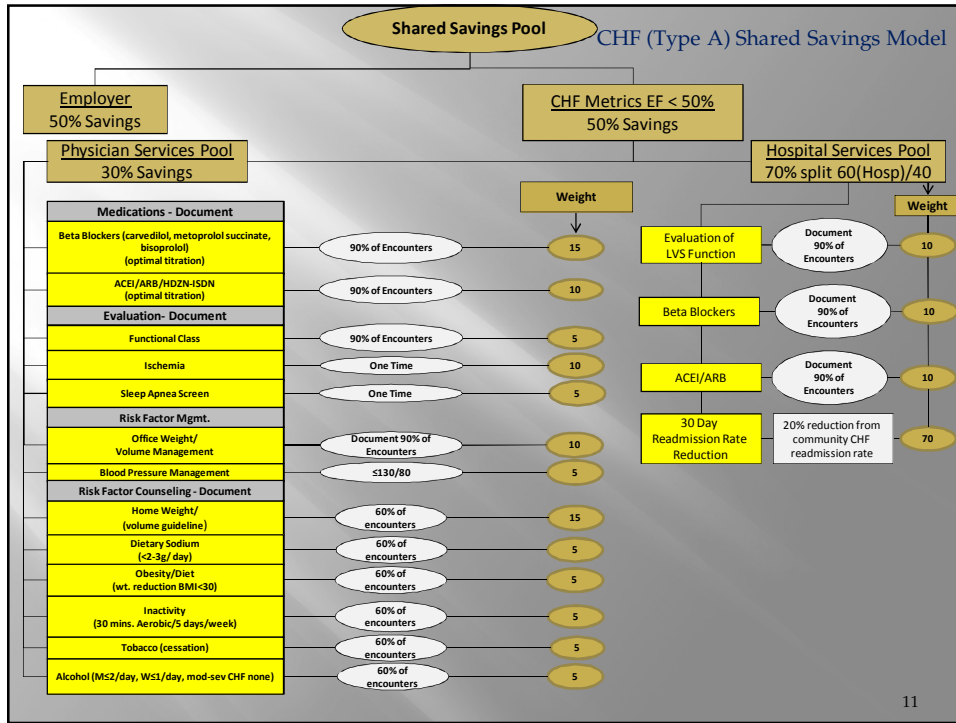 Shared Savings Pool
CHF (Type A) Shared Savings Model
Employer
50% Savings
CHF Metrics EF < 50%
50% Savings
Physician Services Pool
30% Savings
Hospital Services Pool
70% split 60(Hosp)/40
Weight
Medications - Document
Beta Blockers (carvedilol, metoprolol succinate,
bisoprolol)
(optimal titration)
90% of Encounters
15
ACEI/ARB/HDZN-ISDN
(optimal titration)
90% of Encounters
10
Evaluation- Document
Functional Class
90% of Encounters
5
Ischemia
One Time
10
Sleep Apnea Screen
One Time
5
Risk Factor Mgmt.
Office Weight/
Volume Management
Document 90% of
Encounters
10
Blood Pressure Management
≤130/80
5
Risk Factor Counseling - Document
Home Weight/
(volume guideline)
60% of
encounters
15
Dietary Sodium
(<2-3g/ day)
60% of
encounters
5
Obesity/Diet
(wt. reduction BMI<30)
60% of
encounters
5
Inactivity
(30 mins. Aerobic/5 days/week)
60% of
encounters
5
Tobacco (cessation)
60% of
encounters
5
Alcohol (M≤2/day, W≤1/day, mod-sev CHF none)
60% of
encounters
5
Weight
Evaluation of
LVS Function
Document
90% of
Encounters
10
Beta Blockers
Document
90% of
Encounters
10
ACEI/ARB
Document
90% of
Encounters
10
30 Day
Readmission Rate
Reduction
20% reduction from
community CHF
readmission rate
70
11